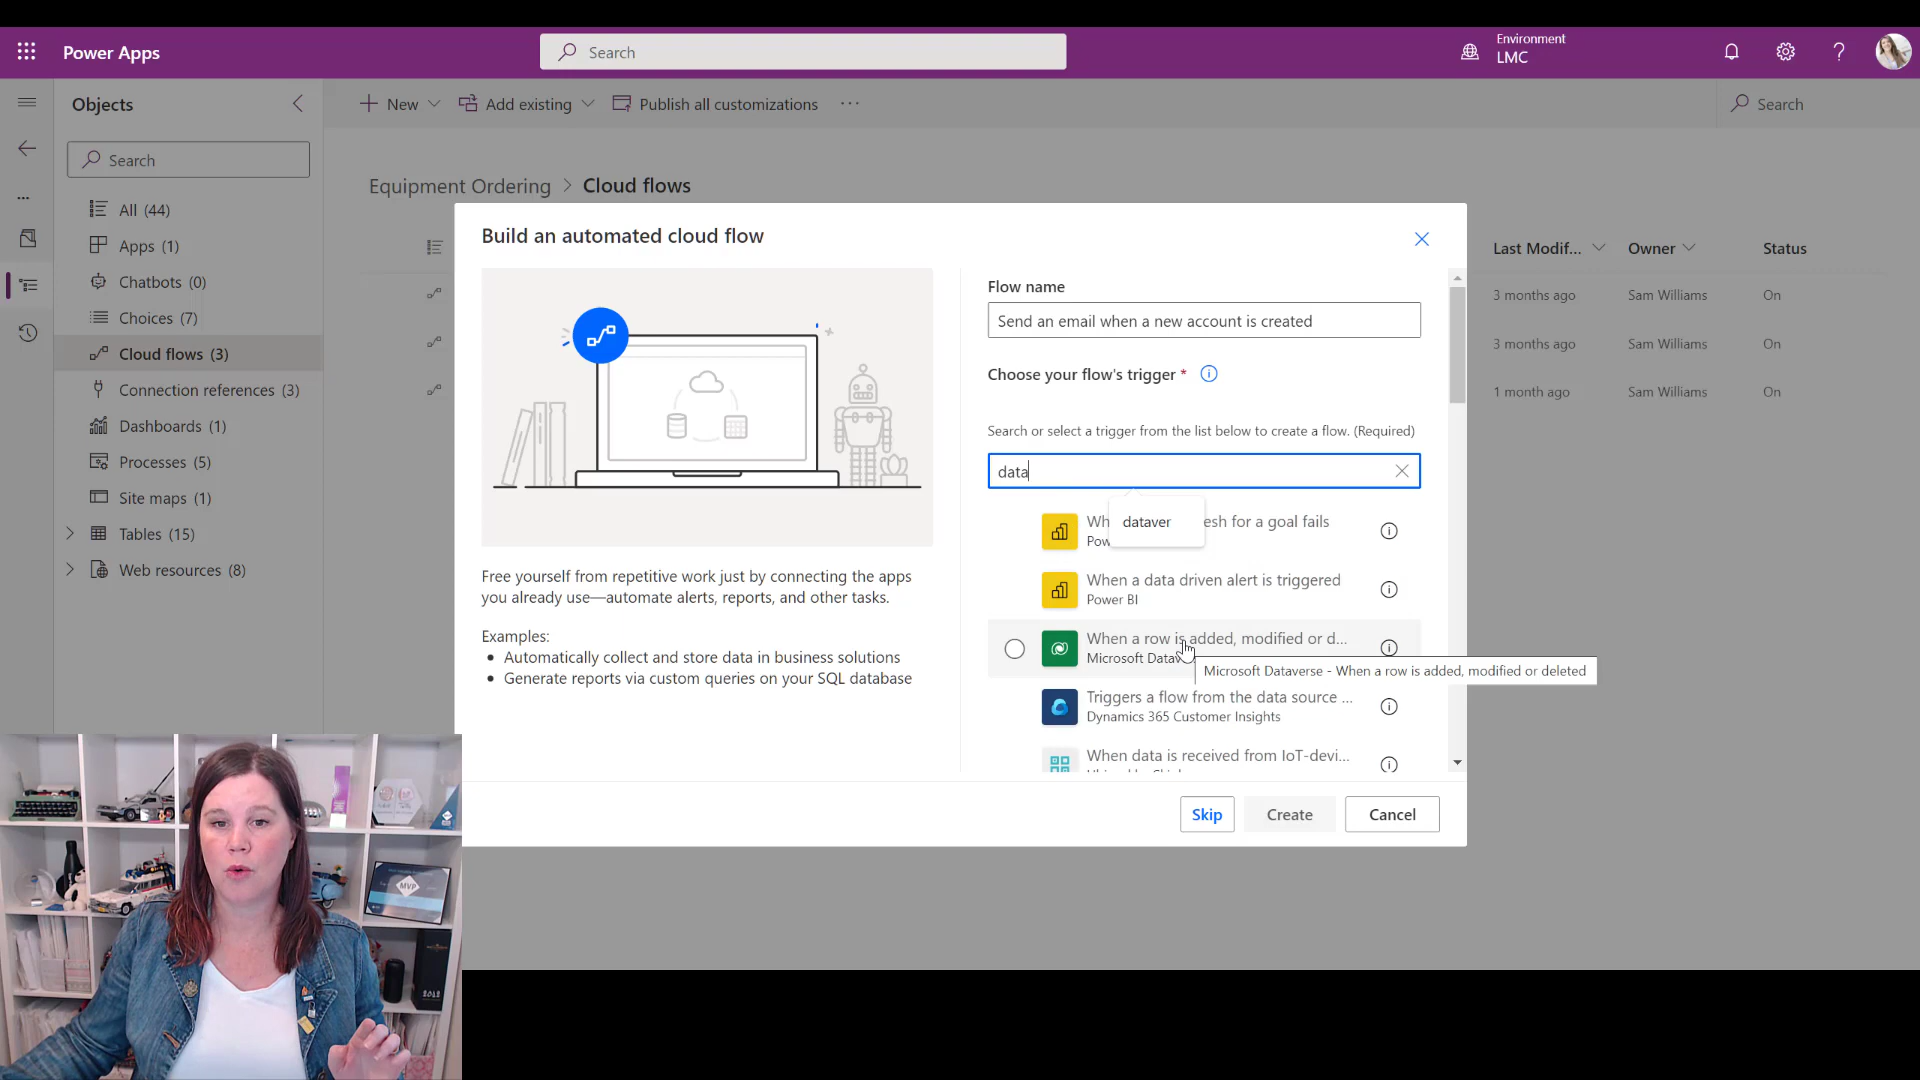 Power Apps
Search
Environment
LMC
Objects
New
Add existing
Publish all customizations
Search
Search
Equipment Ordering > Cloud flows
All (44)
Apps (1)
Chatbots (0)
Choices (7)
Cloud flows (3)
Connection references (3)
Dashboards (1)
Processes (5)
Site maps (1)
Tables (15)
Web resources (8)
Build an automated cloud flow
Free yourself from repetitive work just by connecting the apps
you already use—automate alerts, reports, and other tasks.
Examples:
Automatically collect and store data in business solutions
Generate reports via custom queries on your SQL database
Flow name
Send an email when a new account is created
Choose your flow's trigger *
Search or select a trigger from the list below to create a flow. (Required)
data
dataver
Wh esh for a goal fails
Pow
When a data driven alert is triggered
Power BI
When a row is added, modified or d...
Microsoft Datav
Microsoft Dataverse - When a row is added, modified or deleted
Triggers a flow from the data source ...
Dynamics 365 Customer Insights
When data is received from IoT-devi...
Skip
Create
Cancel
Last Modif...
Owner
Status
3 months ago
Sam Williams
On
3 months ago
Sam Williams
On
1 month ago
Sam Williams
On
MVP